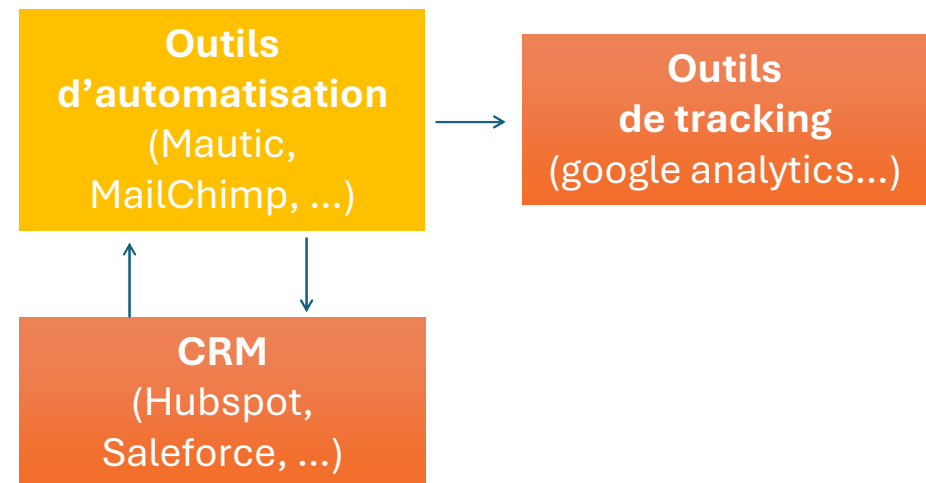 Outils
d’automatisation
(Mautic,
MailChimp, ...)
Outils
de tracking
(google analytics...)
CRM
(Hubspot,
Saleforce, ...)